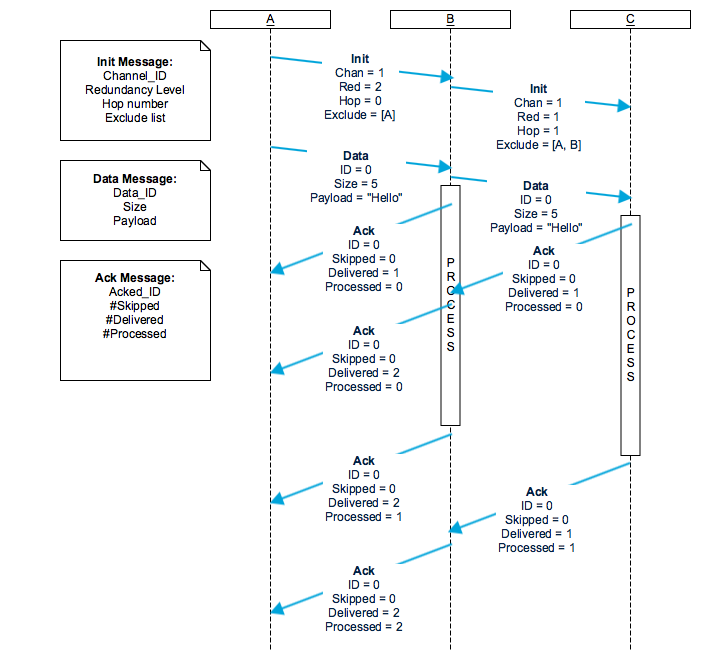 A
B
C
Init Message:
Channel_ID
Redundancy Level
Hop number
Exclude list
Init
Chan = 1
Red = 2
Hop = 0
Exclude = [A]
Init
Chan = 1
Red = 1
Hop = 1
Exclude = [A, B]
Data Message:
Data_ID
Size
Payload
Data
ID = 0
Size = 5
Payload = "Hello"
Data
ID = 0
Size = 5
Payload = "Hello"
Ack Message:
Acked_ID
#Skipped
#Delivered
#Processed
Ack
ID = 0
Skipped = 0
Delivered = 1
Processed = 0
PROCESS
Ack
ID = 0
Skipped = 0
Delivered = 1
Processed = 0
PROCESS
Ack
ID = 0
Skipped = 0
Delivered = 2
Processed = 0
Ack
ID = 0
Skipped = 0
Delivered = 2
Processed = 1
Ack
ID = 0
Skipped = 0
Delivered = 1
Processed = 1
Ack
ID = 0
Skipped = 0
Delivered = 2
Processed = 2